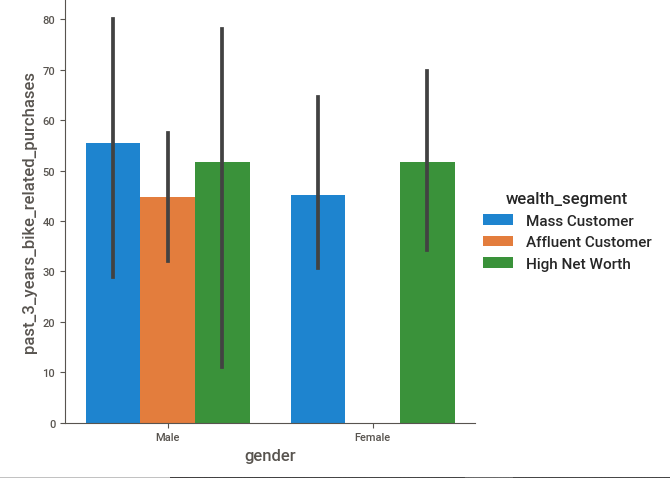 80
70
60
50
40
30
20
10
0
past_3_years_bike_related_purchases
Male
Female
gender
wealth_segment
Mass Customer
Affluent Customer
High Net Worth